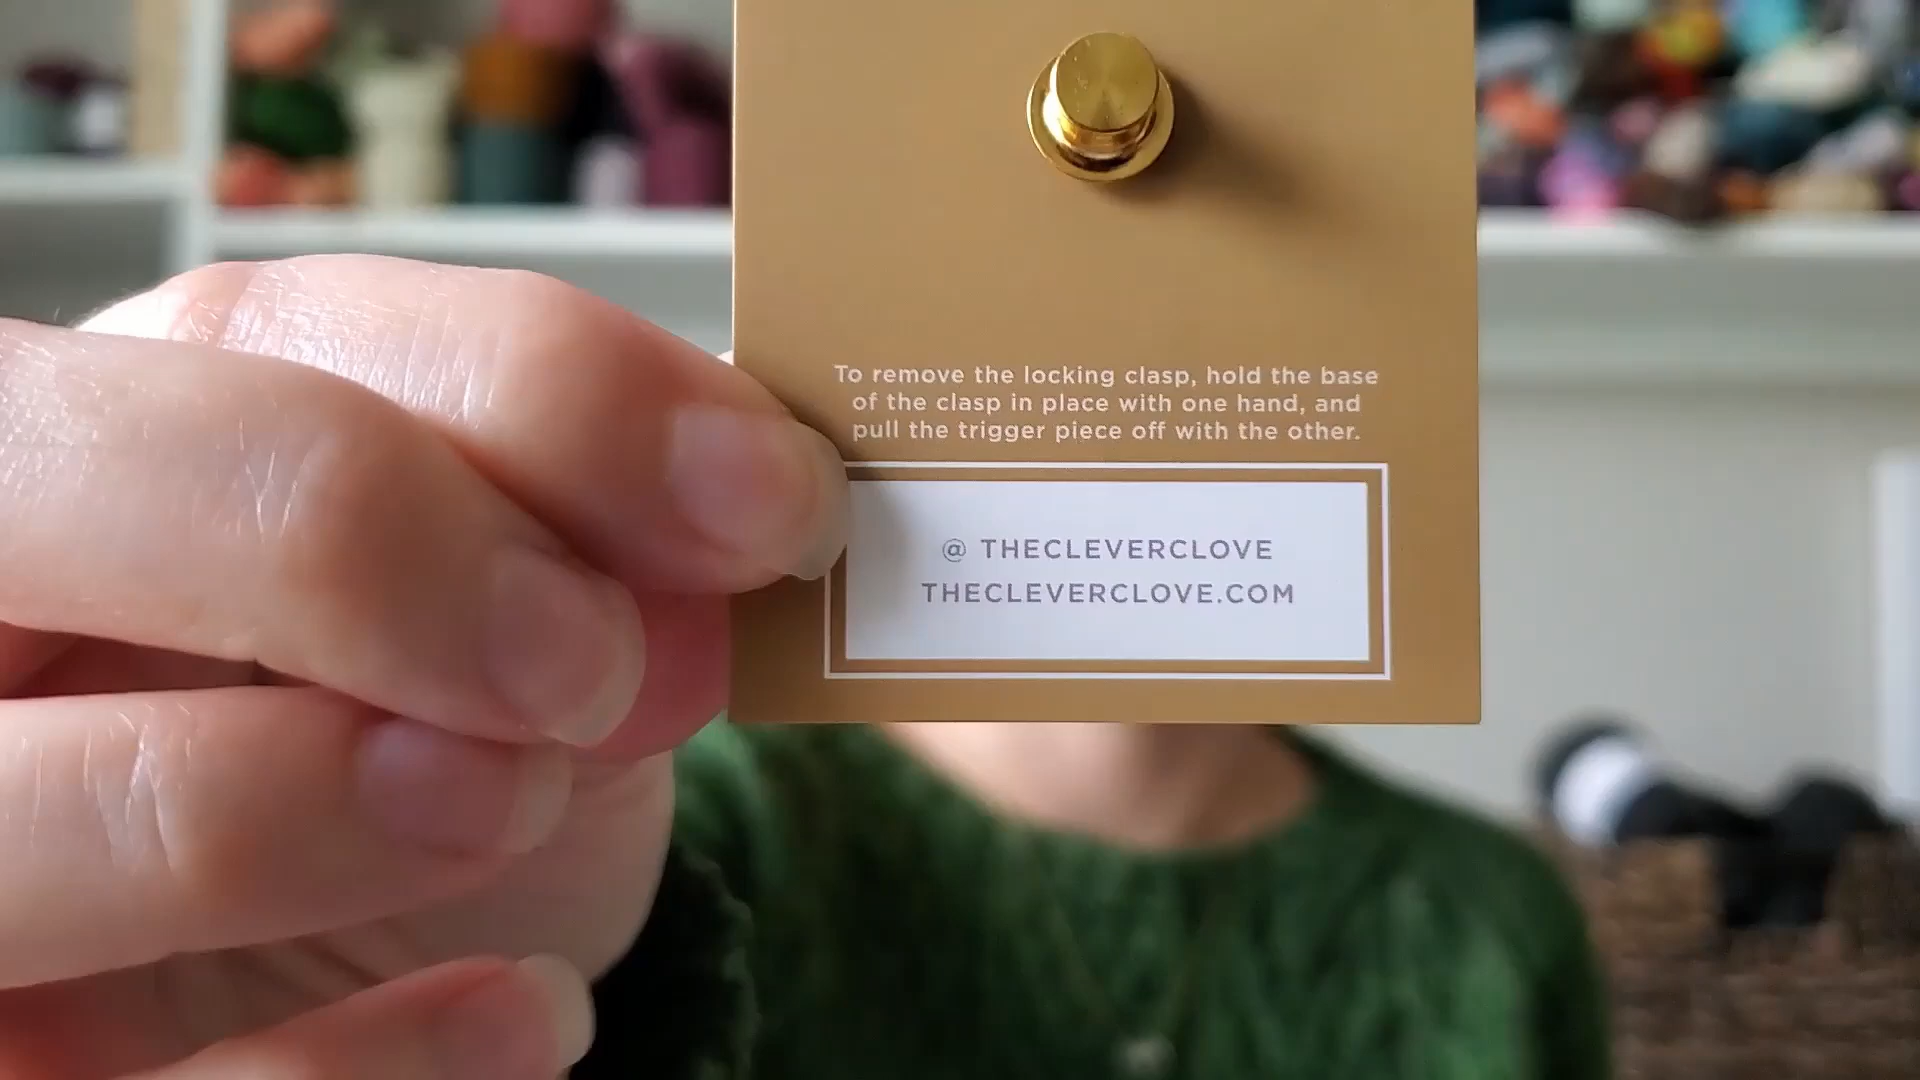 To remove the locking clasp, hold the base
of the clasp in place with one hand, and
pull the trigger piece off with the other.
@ THECLEVERCLOVE
THECLEVERCLOVE.COM